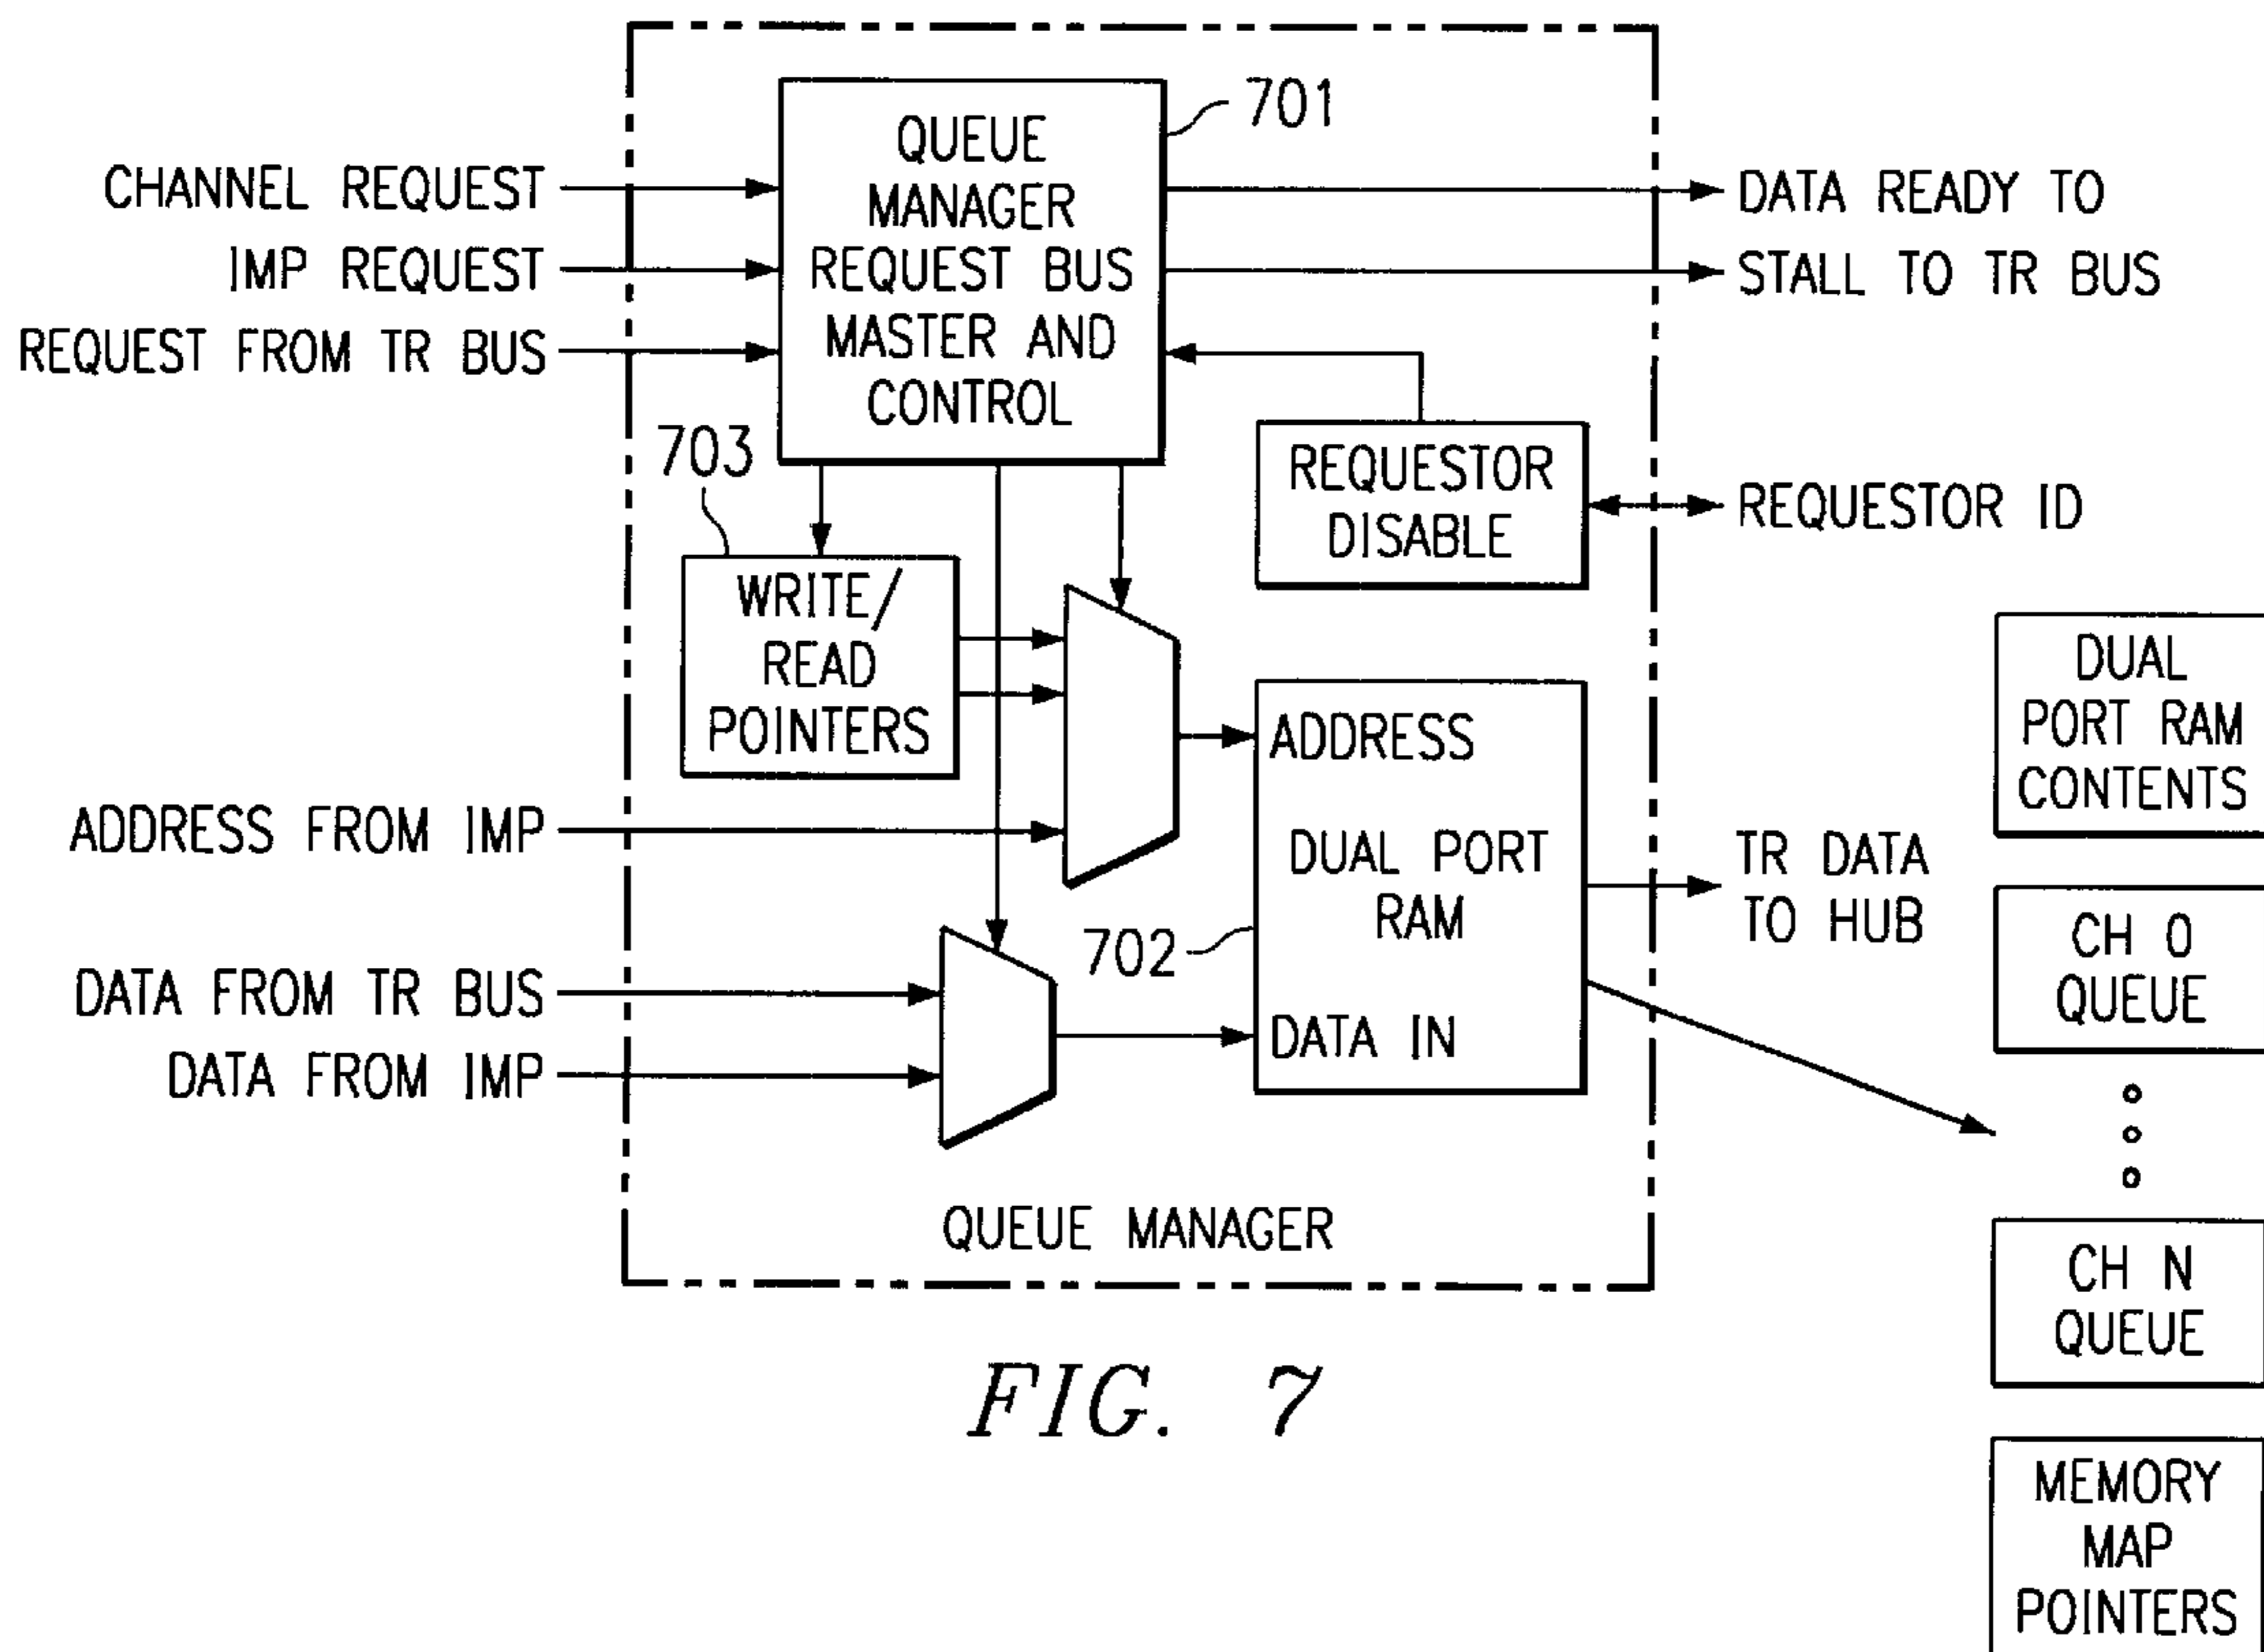 701
QUEUE
MANAGER
REQUEST BUS
MASTER AND
CONTROL
CHANNEL REQUEST
IMP REQUEST
REQUEST FROM TR BUS
DATA READY TO
STALL TO TR BUS
703
REQUESTOR
DISABLE
REQUESTOR ID
WRITE/
READ
POINTERS
ADDRESS FROM IMP
DATA FROM TR BUS
DATA FROM IMP
ADDRESS
DUAL PORT
RAM
702
DATA IN
TR DATA
TO HUB
DUAL
PORT RAM
CONTENTS
CH 0
QUEUE
CH N
QUEUE
MEMORY
MAP
POINTERS
QUEUE MANAGER
FIG. 7